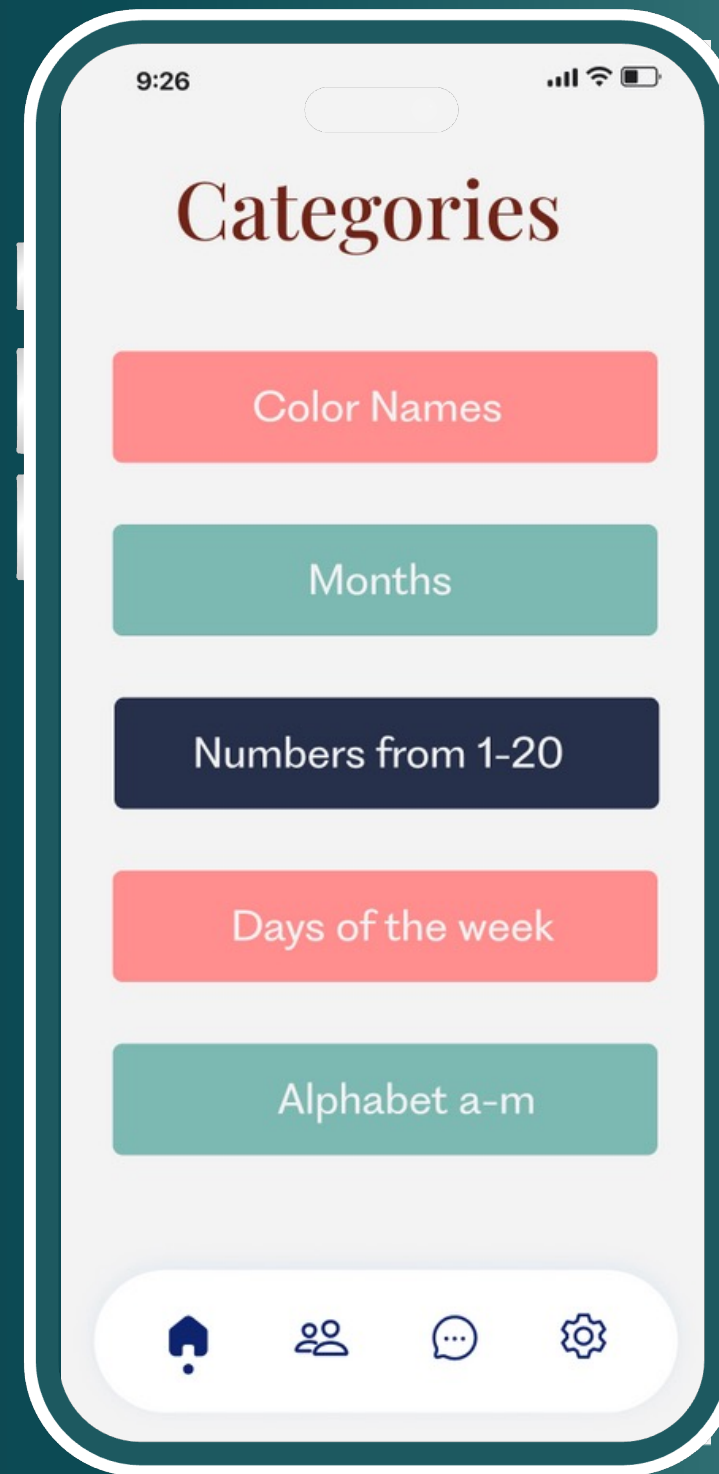 9:26
Categories
Color Names
Months
Numbers from 1-20
Days of the week
Alphabet a-m